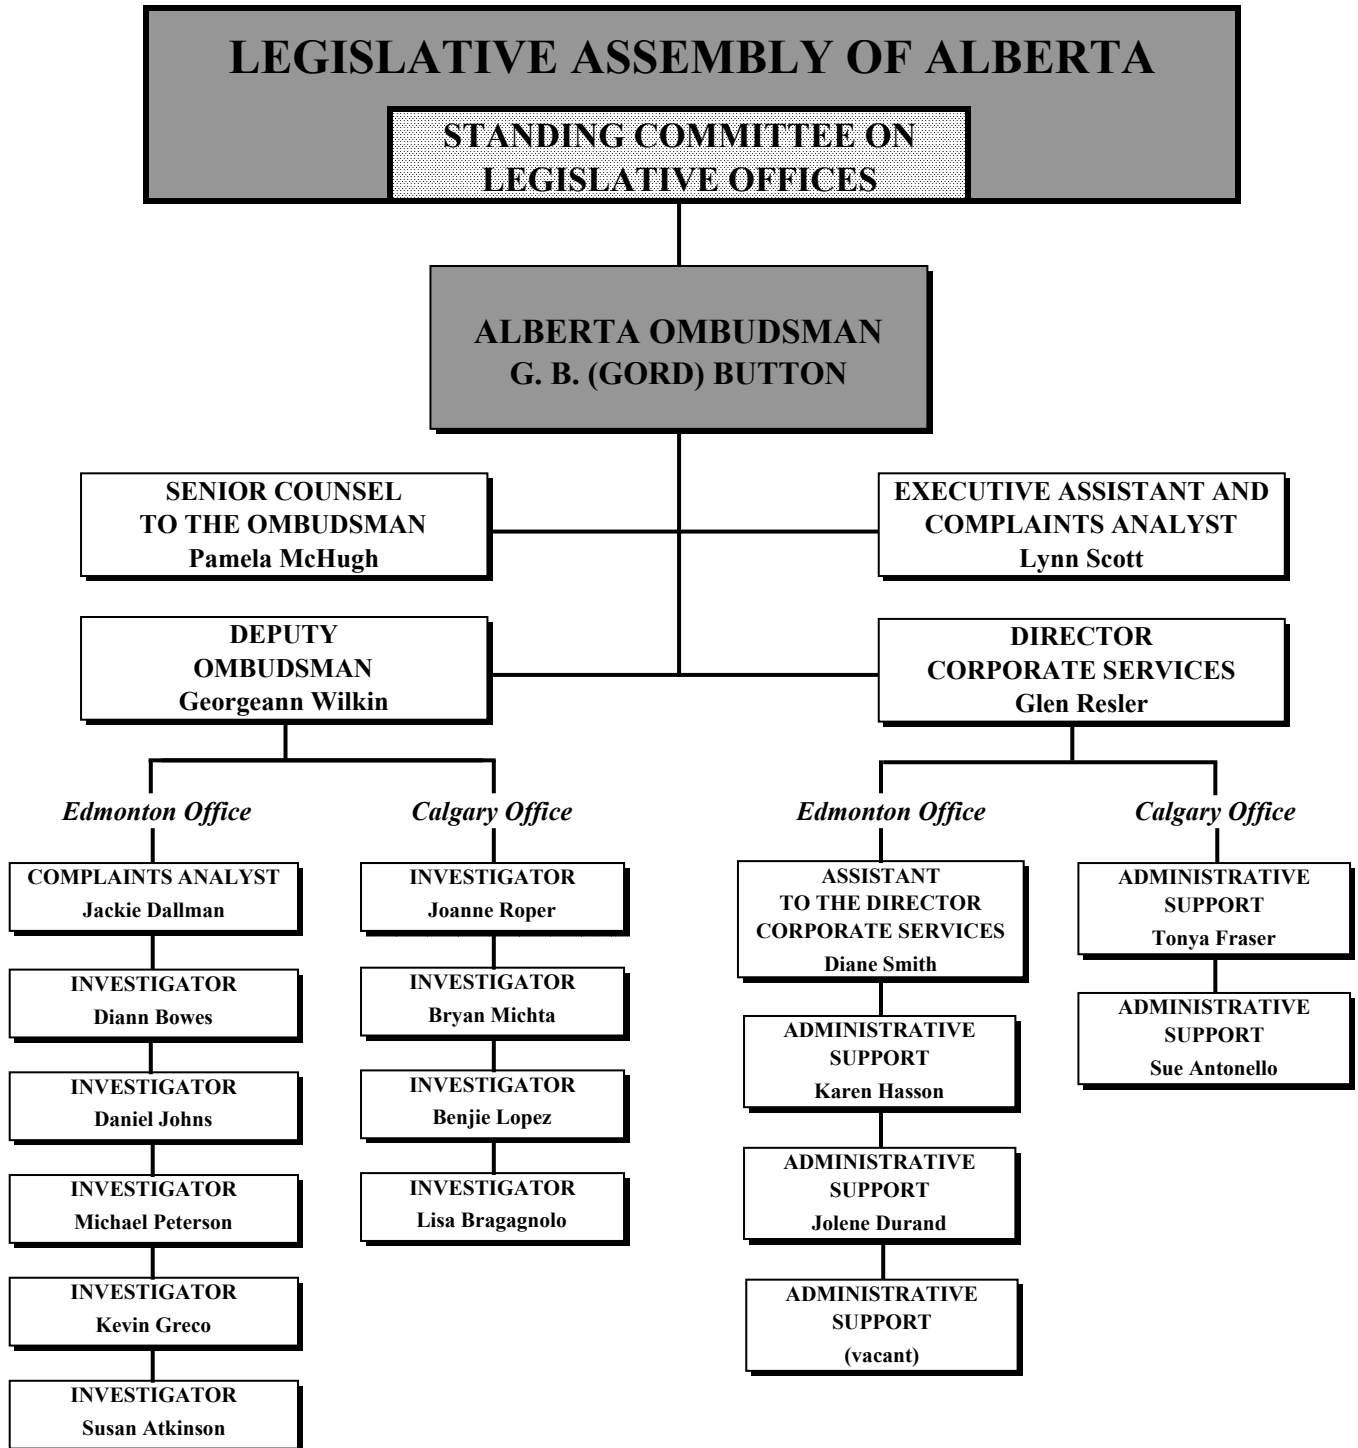 LEGISLATIVE ASSEMBLY OF ALBERTA
STANDING COMMITTEE ON
LEGISLATIVE OFFICES
ALBERTA OMBUDSMAN
G. B. (GORD) BUTTON
SENIOR COUNSEL
TO THE OMBUDSMAN
Pamela McHugh
EXECUTIVE ASSISTANT AND
COMPLAINTS ANALYST
Lynn Scott
DEPUTY
OMBUDSMAN
Georgeann Wilkin
DIRECTOR
CORPORATE SERVICES
Glen Resler
Edmonton Office
COMPLAINTS ANALYST
Jackie Dallman
INVESTIGATOR
Diann Bowes
INVESTIGATOR
Daniel Johns
INVESTIGATOR
Michael Peterson
INVESTIGATOR
Kevin Greco
INVESTIGATOR
Susan Atkinson
Calgary Office
INVESTIGATOR
Joanne Roper
INVESTIGATOR
Bryan Michta
INVESTIGATOR
Benjie Lopez
INVESTIGATOR
Lisa Bragagnolo
Edmonton Office
ASSISTANT
TO THE DIRECTOR
CORPORATE SERVICES
Diane Smith
ADMINISTRATIVE
SUPPORT
Karen Hasson
ADMINISTRATIVE
SUPPORT
Jolene Durand
ADMINISTRATIVE
SUPPORT
(vacant)
Calgary Office
ADMINISTRATIVE
SUPPORT
Tonya Fraser
ADMINISTRATIVE
SUPPORT
Sue Antonello